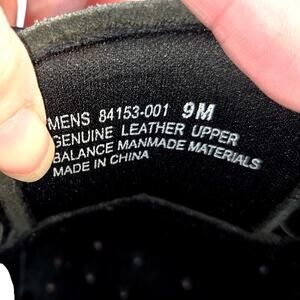 MENS 84153-001 9M
GENUINE LEATHER UPPER
BALANCE MANMADE MATERIALS
MADE IN CHINA